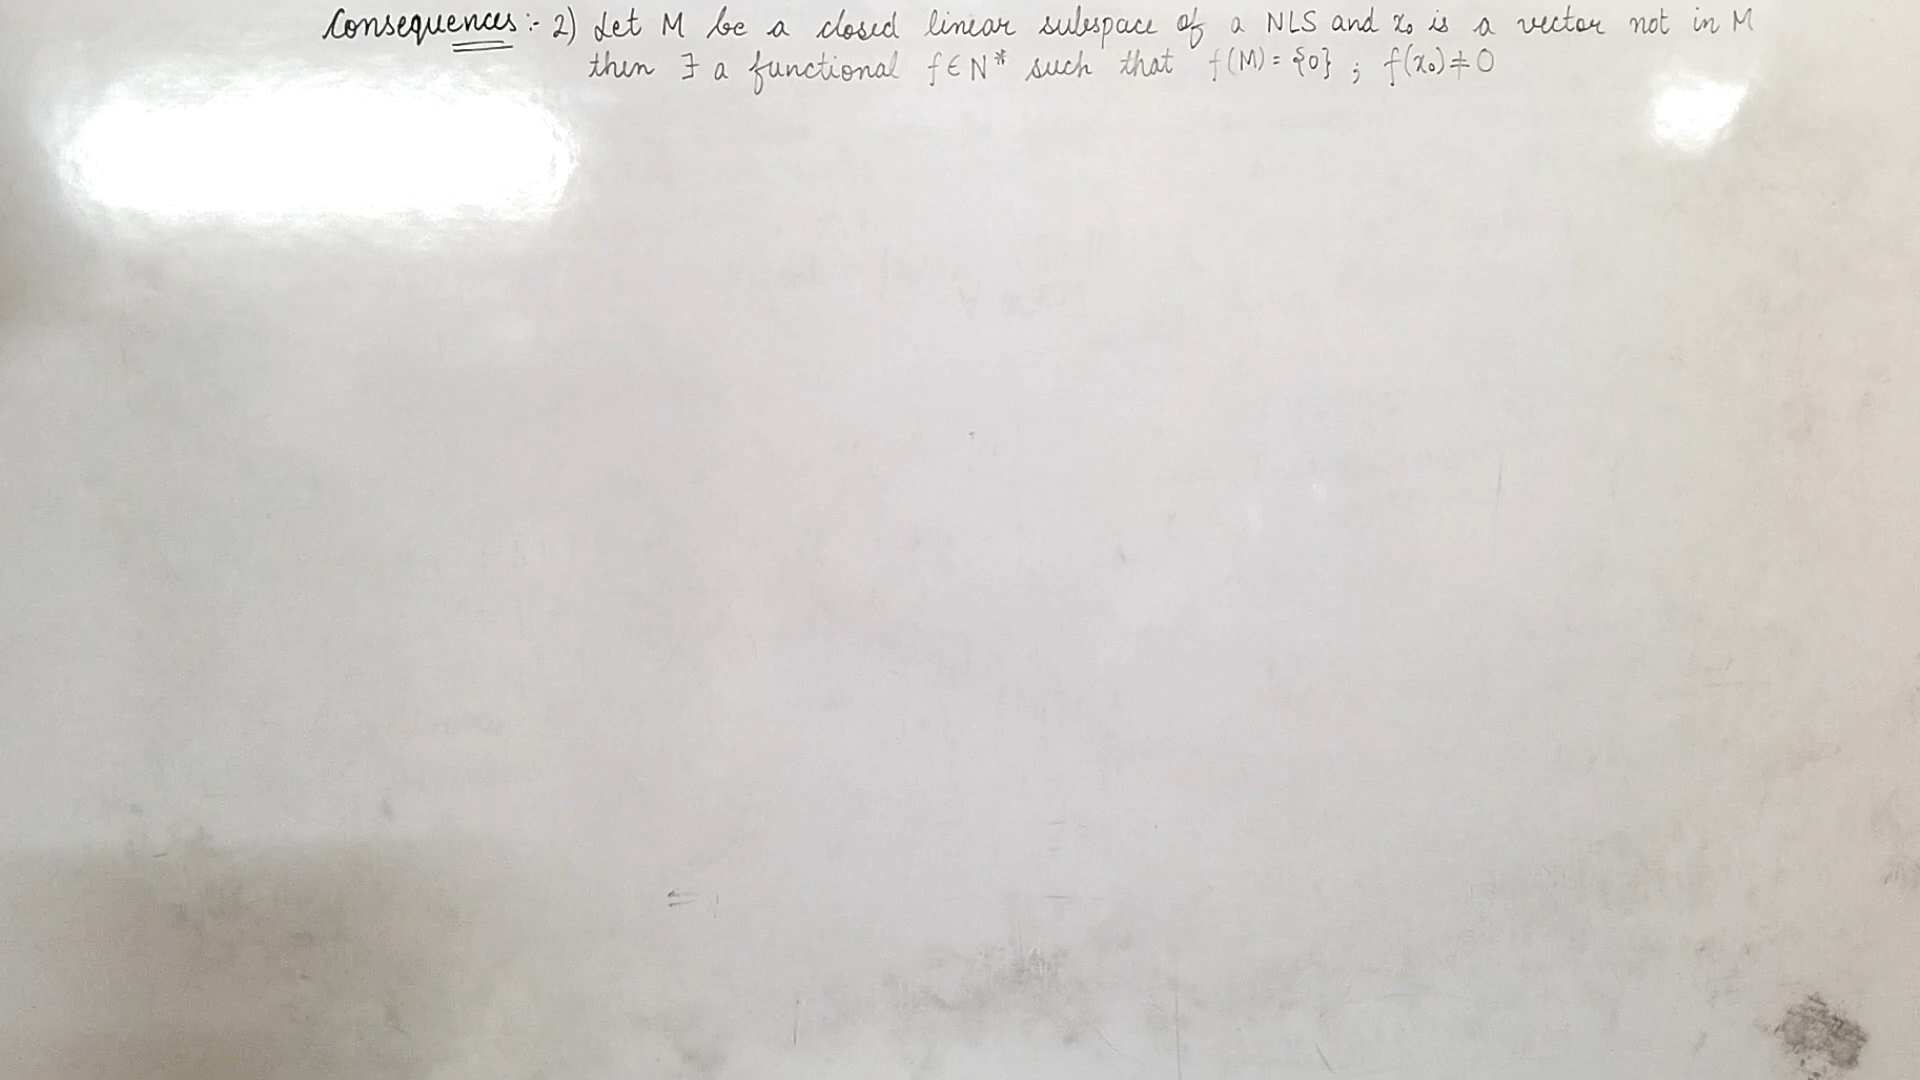 Consequences :- 2) Let M be a closed linear subspace of a NLS and x₀ is a vector not in M
then ∃ a functional f ∈ N* such that f(M) = {0} ; f(x₀) ≠ 0